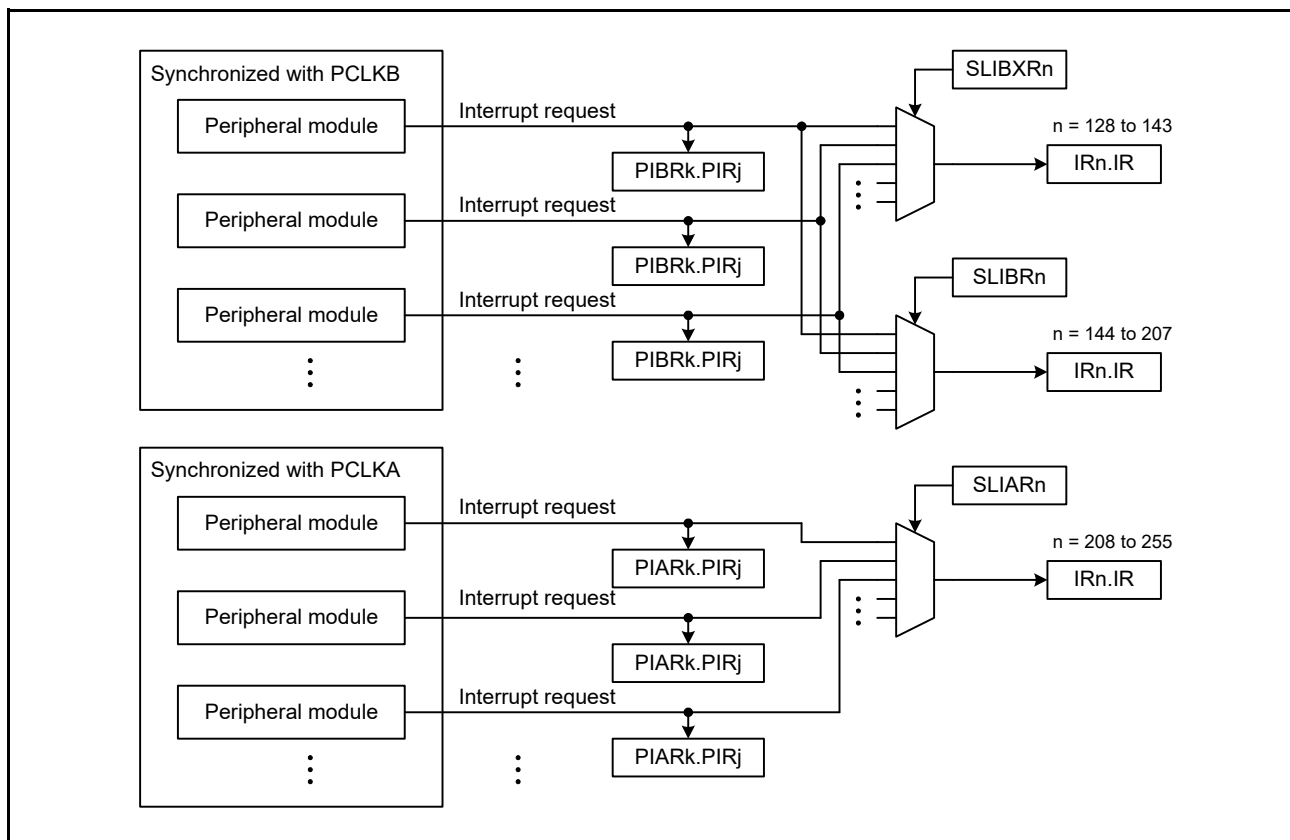 Synchronized with PCLKB
SLIBXRn
Peripheral module
Interrupt request
n = 128 to 143
PIBRk.PIRj
IRn.IR
Peripheral module
Interrupt request
PIBRk.PIRj
SLIBRn
Peripheral module
Interrupt request
n = 144 to 207
PIBRk.PIRj
IRn.IR
Synchronized with PCLKA
SLIARn
Peripheral module
Interrupt request
n = 208 to 255
PIARk.PIRj
IRn.IR
Peripheral module
Interrupt request
PIARk.PIRj
Peripheral module
Interrupt request
PIARk.PIRj